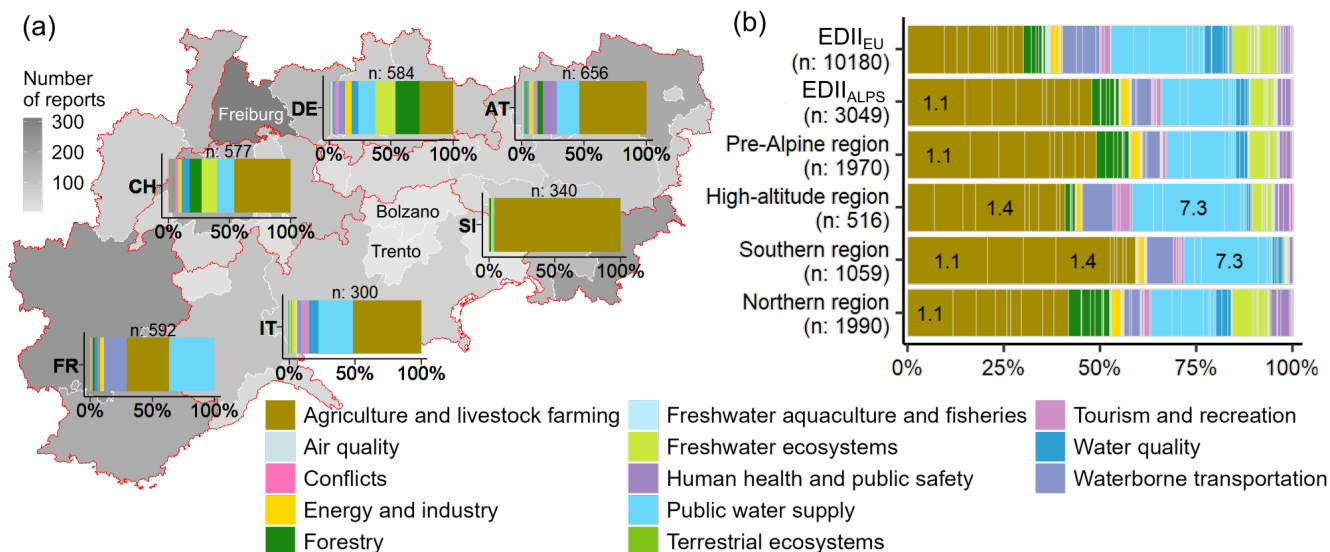 (a)
Number
of reports
300
200
100
Freiburg
n: 584
DE
0% 50% 100%
n: 656
AT
0% 50% 100%
n: 577
CH
0% 50% 100%
n: 340
SI
0% 50% 100%
Bolzano
Trento
n: 300
IT
0% 50% 100%
n: 592
FR
0% 50% 100%
(b)
EDII_EU
(n: 10180)
EDII_ALPS
(n: 3049)
1.1
Pre-Alpine region
(n: 1970)
1.1
High-altitude region
(n: 516)
1.4 7.3
Southern region
(n: 1059)
1.1 1.4 7.3
Northern region
(n: 1990)
1.1
0% 25% 50% 75% 100%
Agriculture and livestock farming
Air quality
Conflicts
Energy and industry
Forestry
Freshwater aquaculture and fisheries
Freshwater ecosystems
Human health and public safety
Public water supply
Terrestrial ecosystems
Tourism and recreation
Water quality
Waterborne transportation